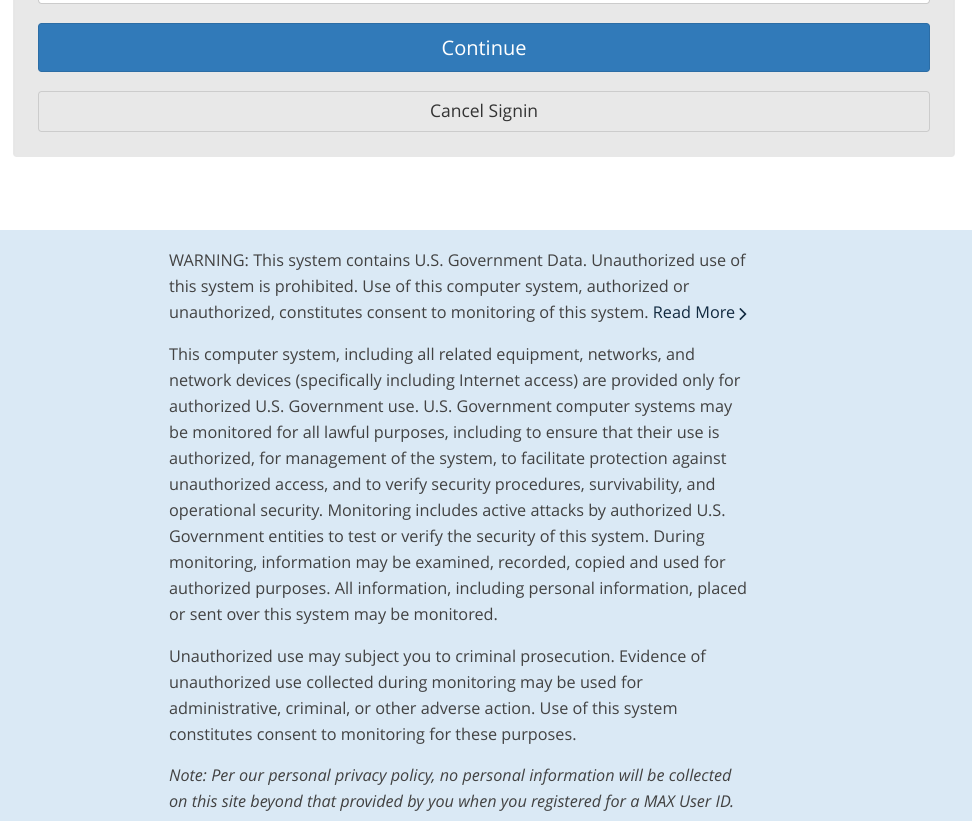 Continue
Cancel Signin
WARNING: This system contains U.S. Government Data. Unauthorized use of
this system is prohibited. Use of this computer system, authorized or
unauthorized, constitutes consent to monitoring of this system. Read More
This computer system, including all related equipment, networks, and
network devices (specifically including Internet access) are provided only for
authorized U.S. Government use. U.S. Government computer systems may
be monitored for all lawful purposes, including to ensure that their use is
authorized, for management of the system, to facilitate protection against
unauthorized access, and to verify security procedures, survivability, and
operational security. Monitoring includes active attacks by authorized U.S.
Government entities to test or verify the security of this system. During
monitoring, information may be examined, recorded, copied and used for
authorized purposes. All information, including personal information, placed
or sent over this system may be monitored.
Unauthorized use may subject you to criminal prosecution. Evidence of
unauthorized use collected during monitoring may be used for
administrative, criminal, or other adverse action. Use of this system
constitutes consent to monitoring for these purposes.
Note: Per our personal privacy policy, no personal information will be collected
on this site beyond that provided by you when you registered for a MAX User ID.